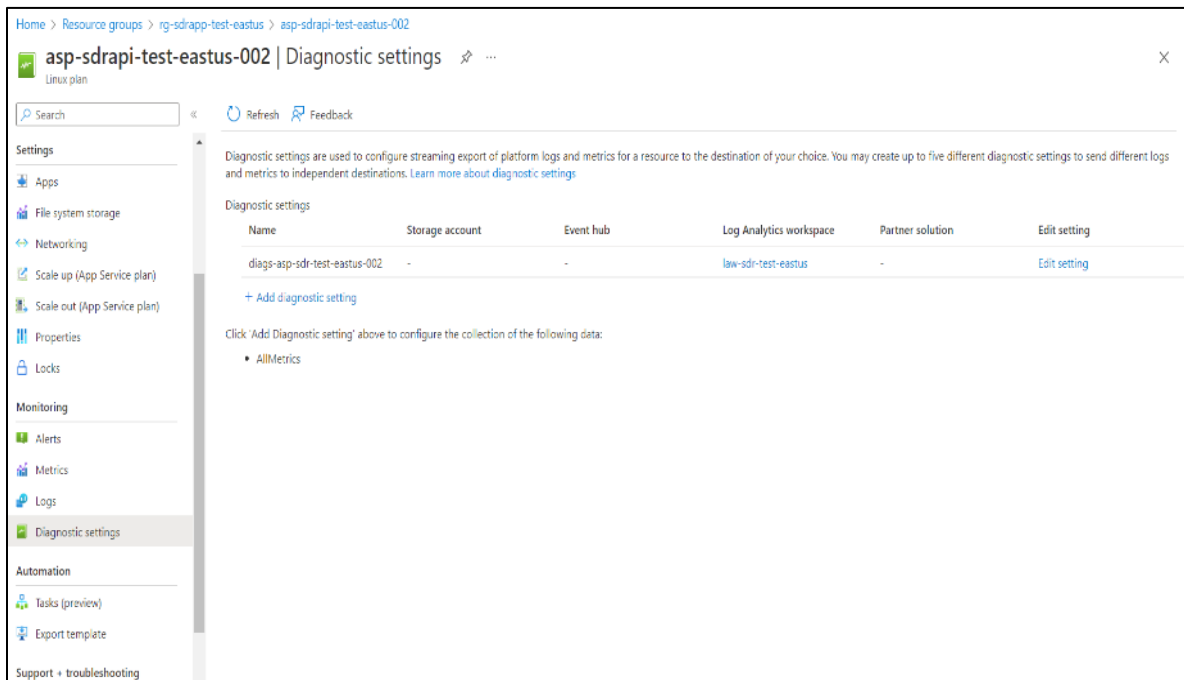 Home > Resource groups > rg-sdrapp-test-eastus > asp-sdrapi-test-eastus-002
asp-sdrapi-test-eastus-002 | Diagnostic settings ...
Linux plan
Search
«
Refresh
Feedback
Settings
Apps
File system storage
Networking
Scale up (App Service plan)
Scale out (App Service plan)
Properties
Locks
Monitoring
Alerts
Metrics
Logs
Diagnostic settings
Automation
Tasks (preview)
Export template
Support + troubleshooting
Diagnostic settings are used to configure streaming export of platform logs and metrics for a resource to the destination of your choice. You may create up to five different diagnostic settings to send different logs
and metrics to independent destinations. Learn more about diagnostic settings
Diagnostic settings
Name Storage account Event hub Log Analytics workspace Partner solution Edit setting
diags-asp-sdr-test-eastus-002 - - law-sdr-test-eastus - Edit setting
+ Add diagnostic setting
Click 'Add Diagnostic setting' above to configure the collection of the following data:
• AllMetrics